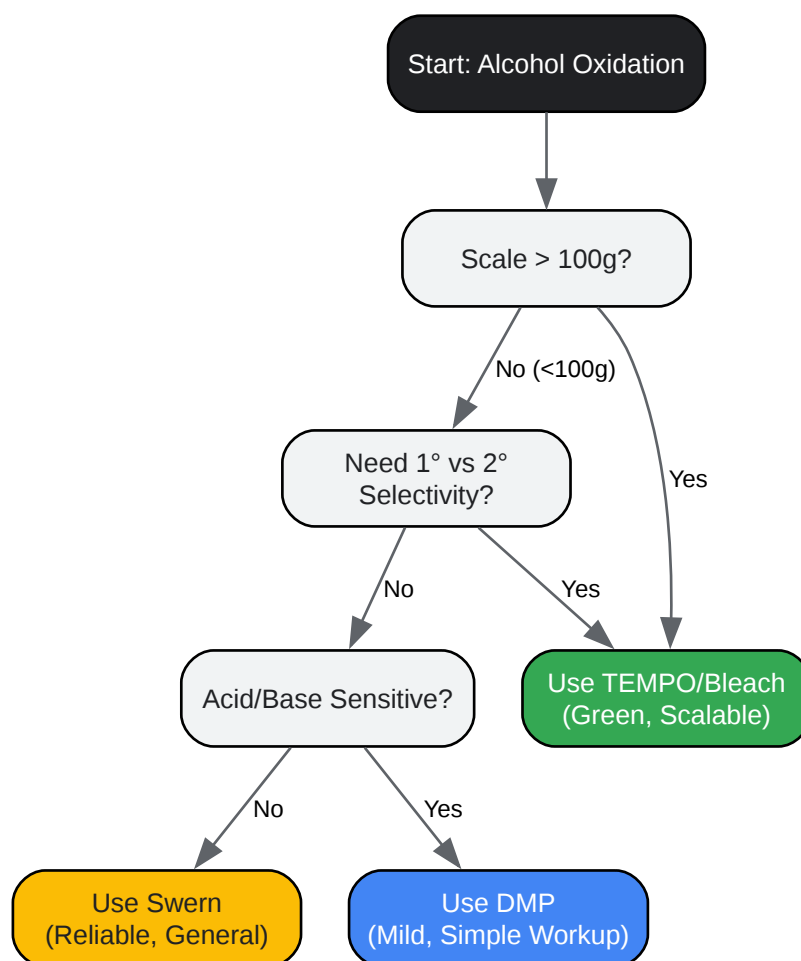 Start: Alcohol Oxidation
Scale > 100g?
No (<100g)
Need 1° vs 2°
Selectivity?
Yes
No
Yes
Acid/Base Sensitive?
Use TEMPO/Bleach
(Green, Scalable)
No
Yes
Use Swern
(Reliable, General)
Use DMP
(Mild, Simple Workup)